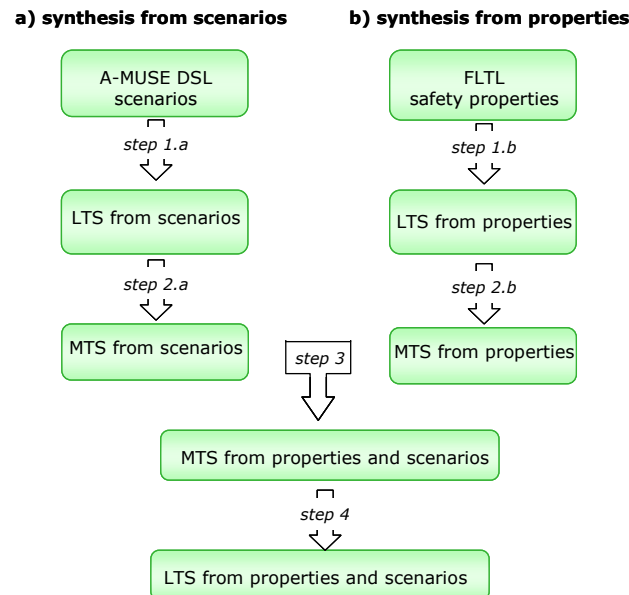 a) synthesis from scenarios
b) synthesis from properties
A-MUSE DSL
scenarios
FLTL
safety properties
step 1.a
step 1.b
LTS from scenarios
LTS from properties
step 2.a
step 2.b
MTS from scenarios
MTS from properties
step 3
MTS from properties and scenarios
step 4
LTS from properties and scenarios